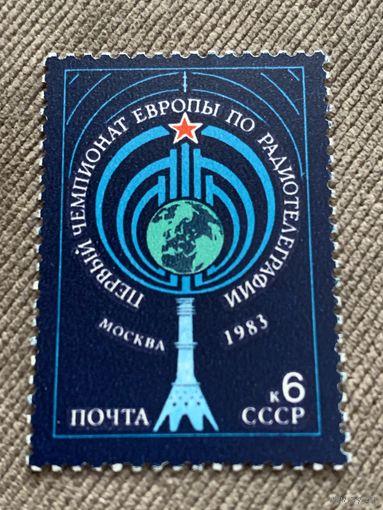 ПЕРВЫЙ ЧЕМПИОНАТ ЕВРОПЫ ПО РАДИОТЕЛЕГРАФИИ
МОСКВА 1983
К6
ПОЧТА СССР